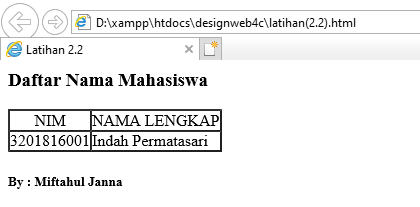 D:\xampp\htdocs\designweb4c\latihan(2.2).html
Latihan 2.2
Daftar Nama Mahasiswa
NIM NAMA LENGKAP
3201816001 Indah Permatasari
By : Miftahul Janna